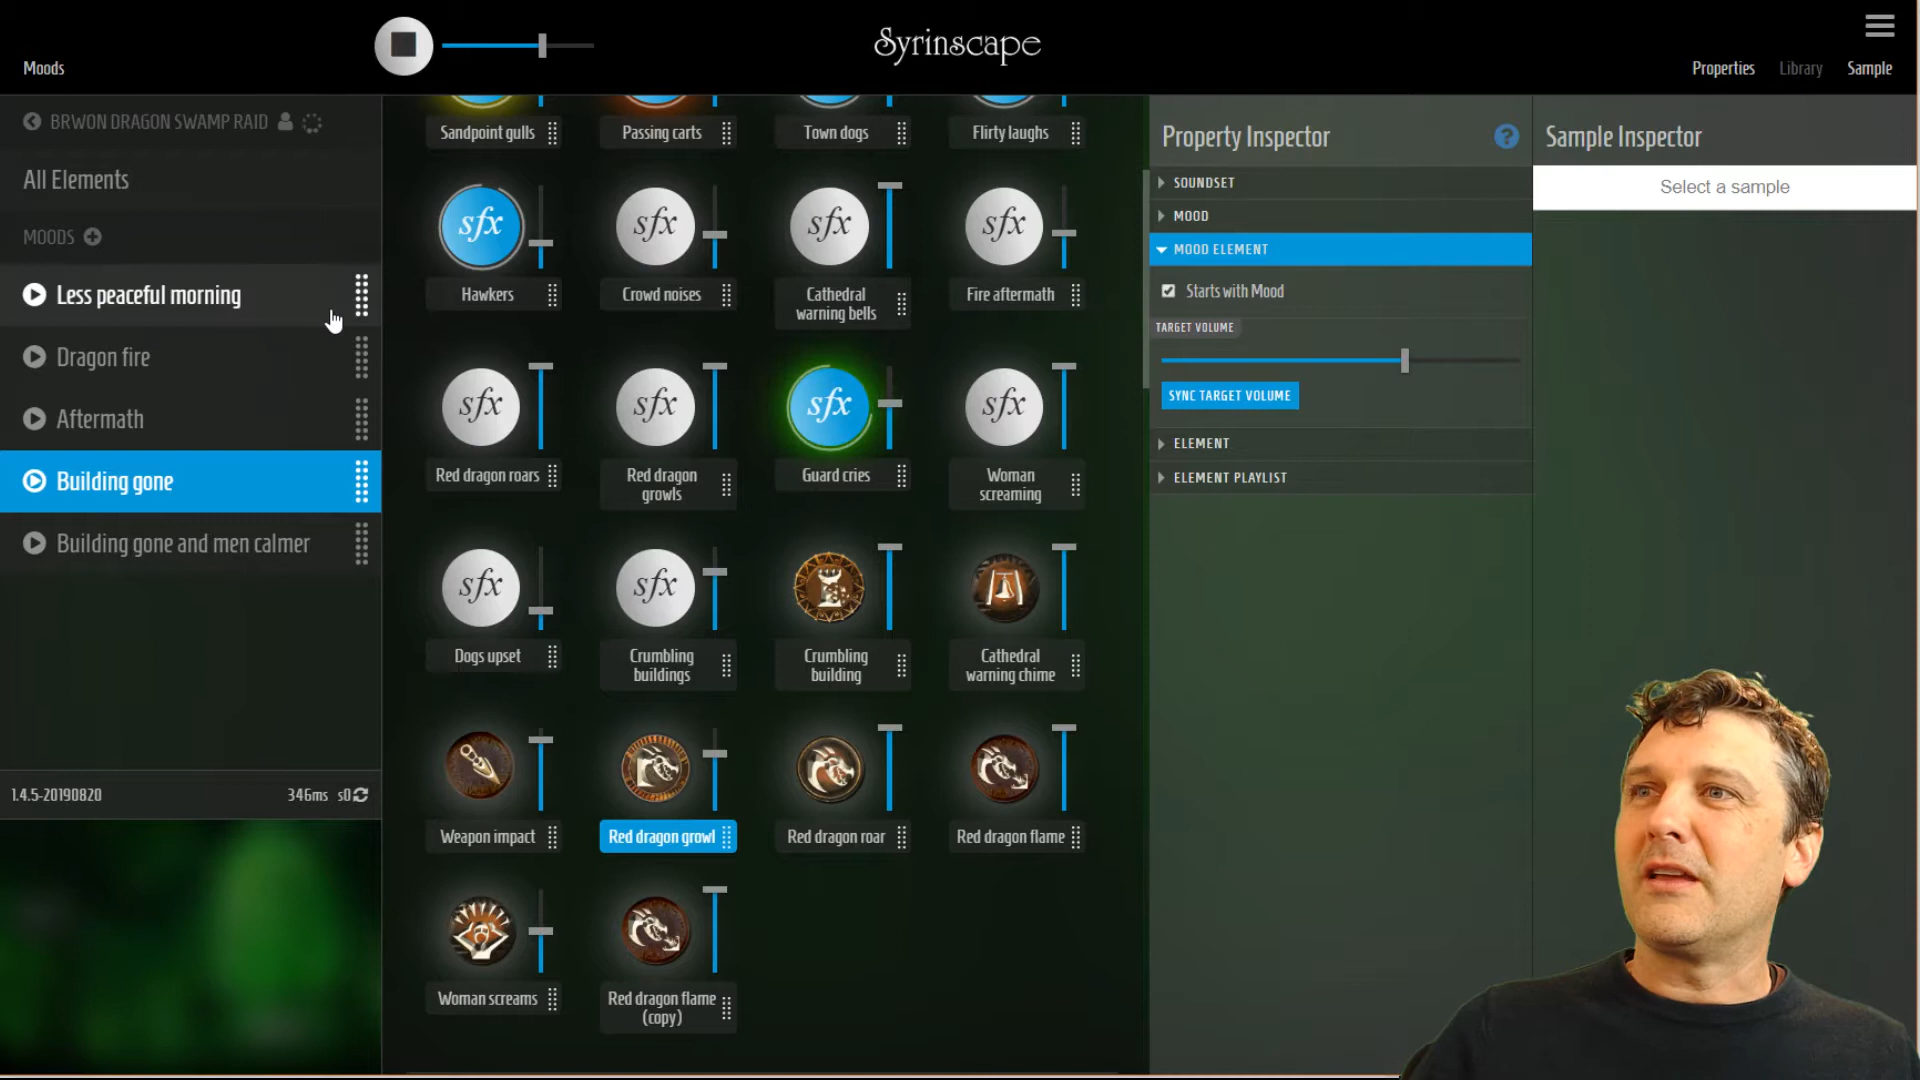 Syrinscape
Moods
Properties
Library
Sample
BRWON DRAGON SWAMP RAID
All Elements
MOODS
Less peaceful morning
Dragon fire
Aftermath
Building gone
Building gone and men calmer
1.4.5-20190820
346ms
s0
Sandpoint gulls
Passing carts
Town dogs
Flirty laughs
sfx
sfx
sfx
sfx
Hawkers
Crowd noises
Cathedral
warning bells
Fire aftermath
sfx
sfx
sfx
sfx
Red dragon roars
Red dragon
growls
Guard cries
Woman
screaming
sfx
sfx
Dogs upset
Crumbling
buildings
Crumbling
building
Cathedral
warning chime
Weapon impact
Red dragon growl
Red dragon roar
Red dragon flame
Woman screams
Red dragon flame
(copy)
Property Inspector
?
SOUNDSET
MOOD
MOOD ELEMENT
Starts with Mood
TARGET VOLUME
SYNC TARGET VOLUME
ELEMENT
ELEMENT PLAYLIST
Sample Inspector
Select a sample